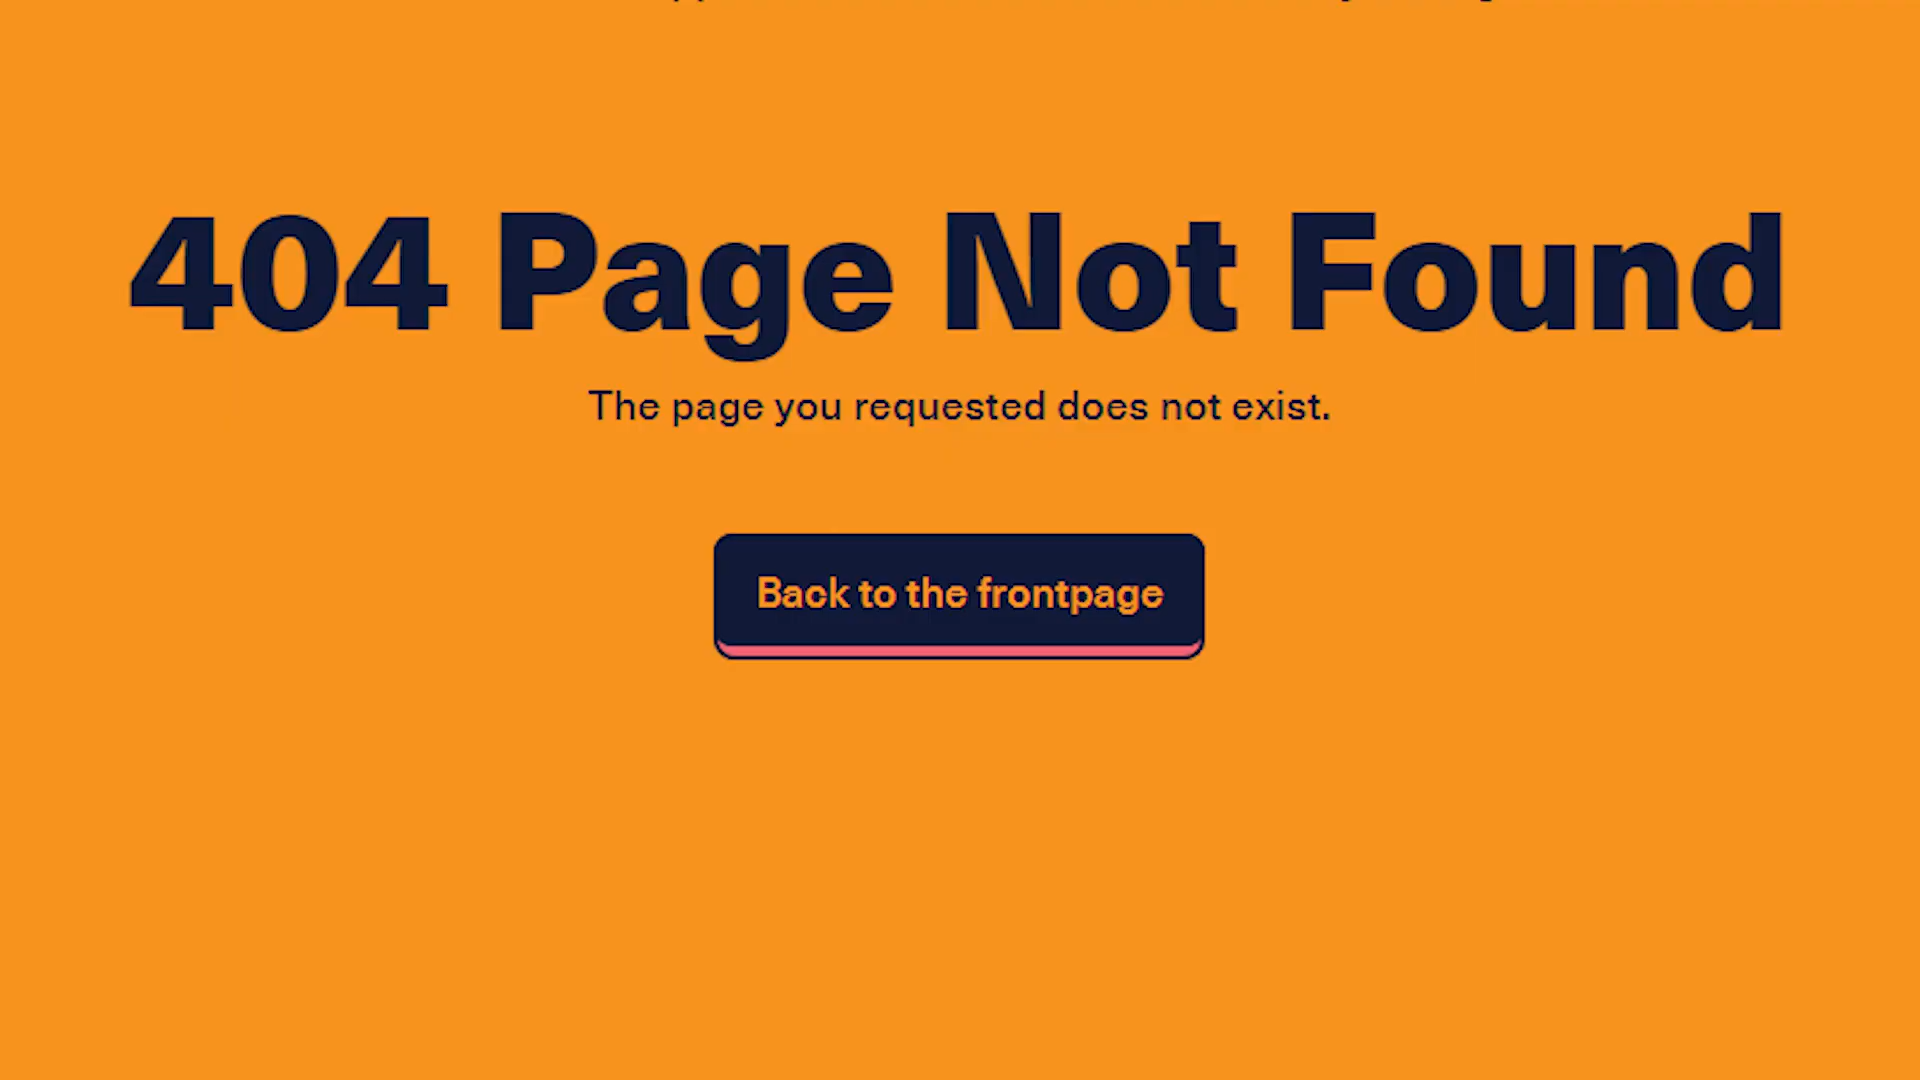 404 Page Not Found
The page you requested does not exist.
Back to the frontpage